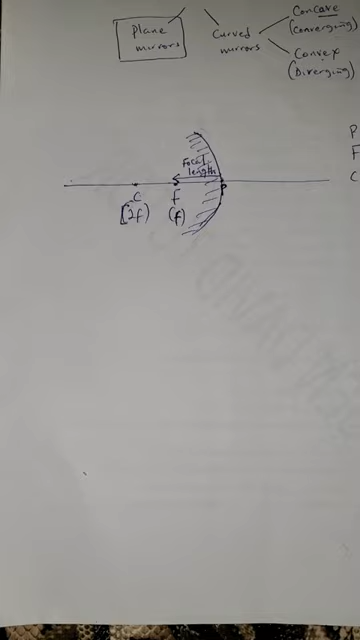 Plane
mirrors
Curved
mirrors
Concave
(converging)
Convex
(Diverging)
Focal
length
P
C
F
[2f)
(f)
P
F
C